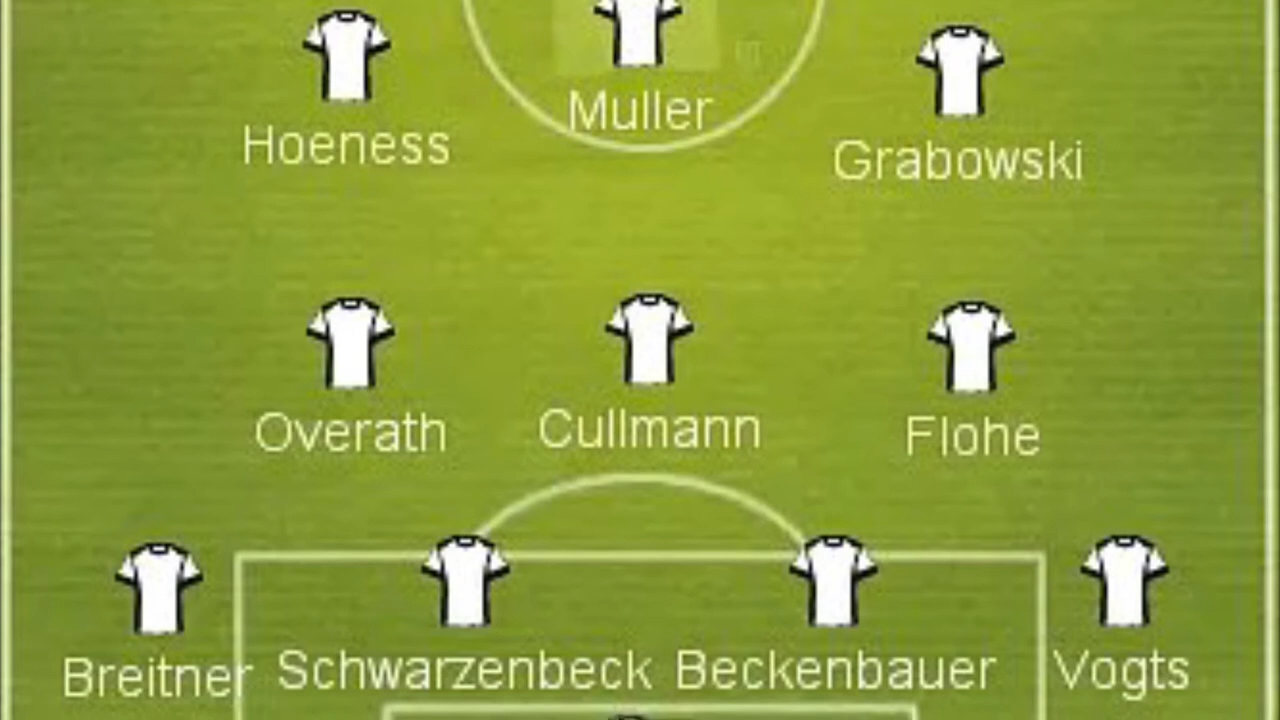 Muller
Hoeness
Grabowski
Overath
Cullmann
Flohe
Breitner
Schwarzenbeck
Beckenbauer
Vogts